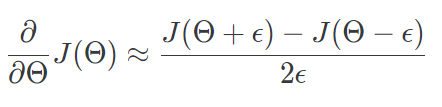 ∂/∂Θ J(Θ) ≈ (J(Θ + ϵ) − J(Θ − ϵ))/(2ϵ)